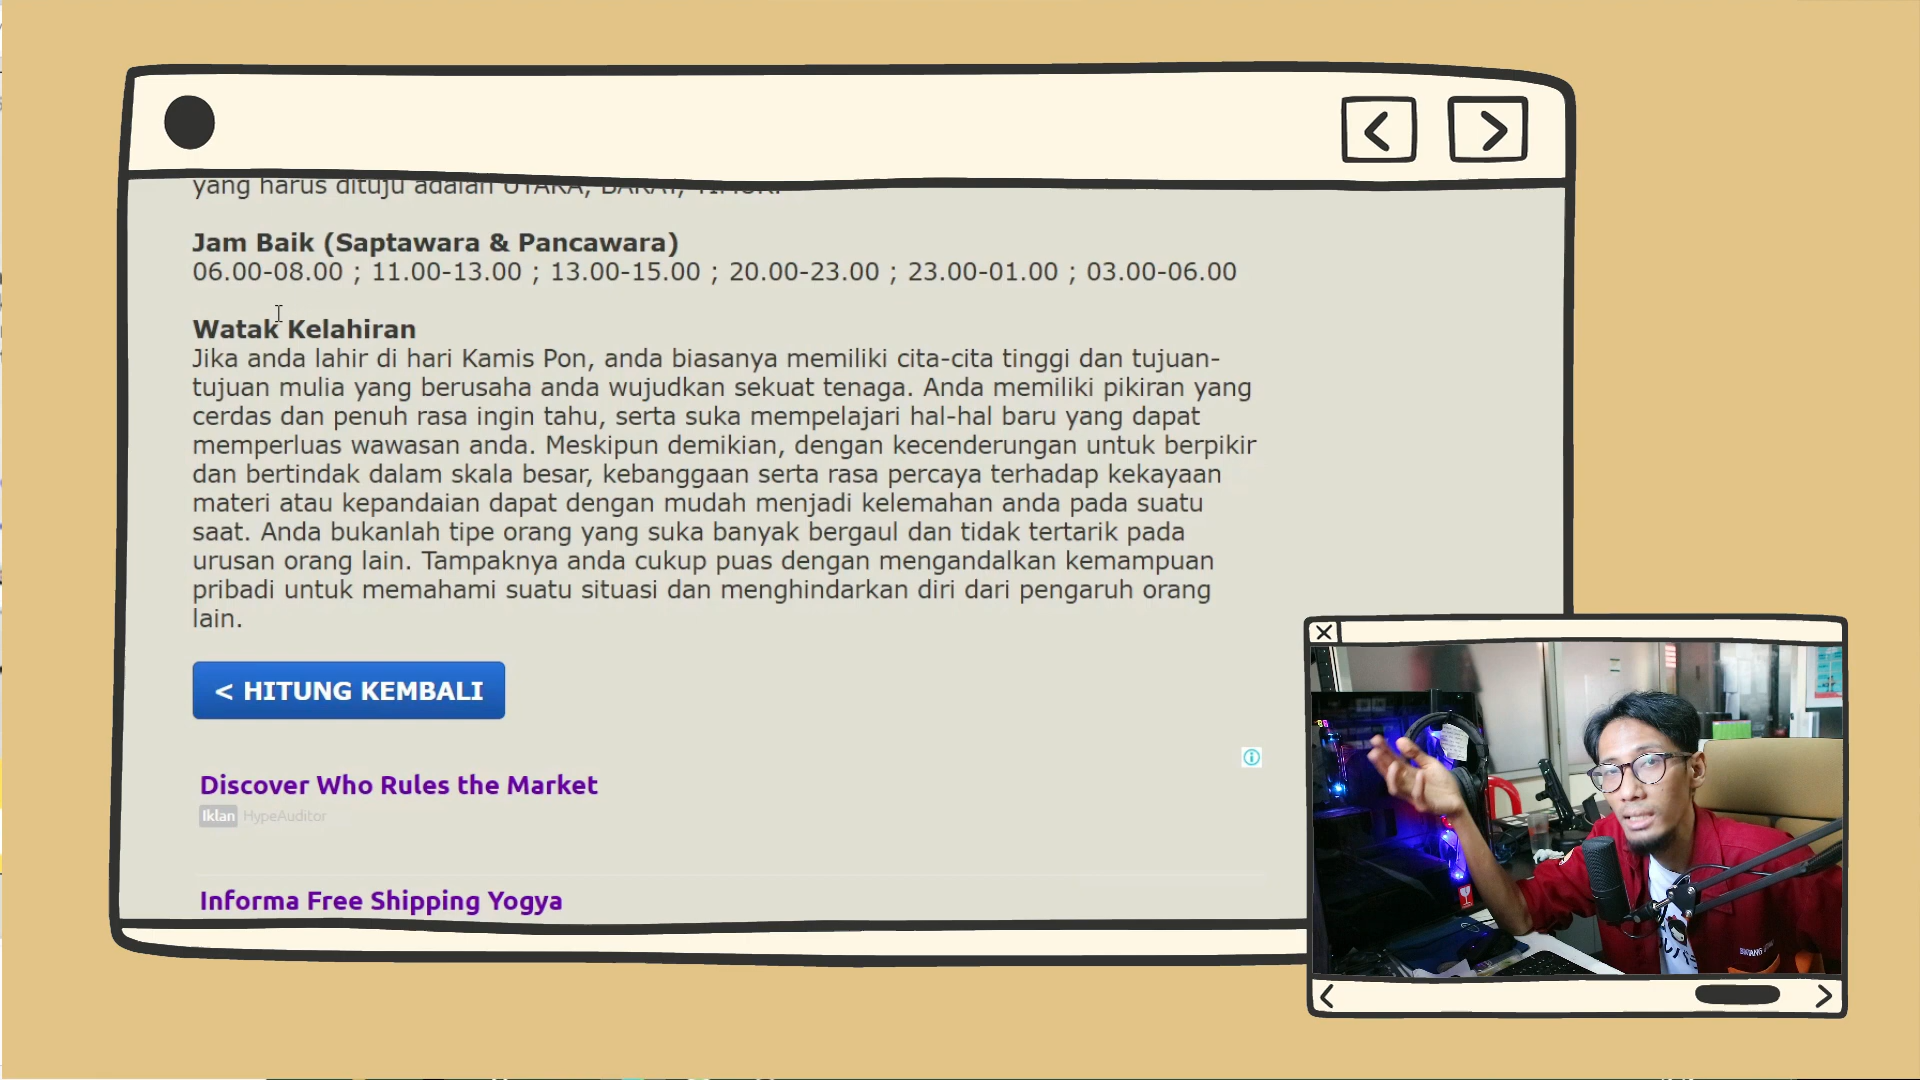 yang harus dituju adalah UTARA, BARAT, TIMUR.
Jam Baik (Saptawara & Pancawara)
06.00-08.00 ; 11.00-13.00 ; 13.00-15.00 ; 20.00-23.00 ; 23.00-01.00 ; 03.00-06.00
Watak Kelahiran
Jika anda lahir di hari Kamis Pon, anda biasanya memiliki cita-cita tinggi dan tujuan-
tujuan mulia yang berusaha anda wujudkan sekuat tenaga. Anda memiliki pikiran yang
cerdas dan penuh rasa ingin tahu, serta suka mempelajari hal-hal baru yang dapat
memperluas wawasan anda. Meskipun demikian, dengan kecenderungan untuk berpikir
dan bertindak dalam skala besar, kebanggaan serta rasa percaya terhadap kekayaan
materi atau kepandaian dapat dengan mudah menjadi kelemahan anda pada suatu
saat. Anda bukanlah tipe orang yang suka banyak bergaul dan tidak tertarik pada
urusan orang lain. Tampaknya anda cukup puas dengan mengandalkan kemampuan
pribadi untuk memahami suatu situasi dan menghindarkan diri dari pengaruh orang
lain.
< HITUNG KEMBALI
Discover Who Rules the Market
Iklan HypeAuditor
Informa Free Shipping Yogya